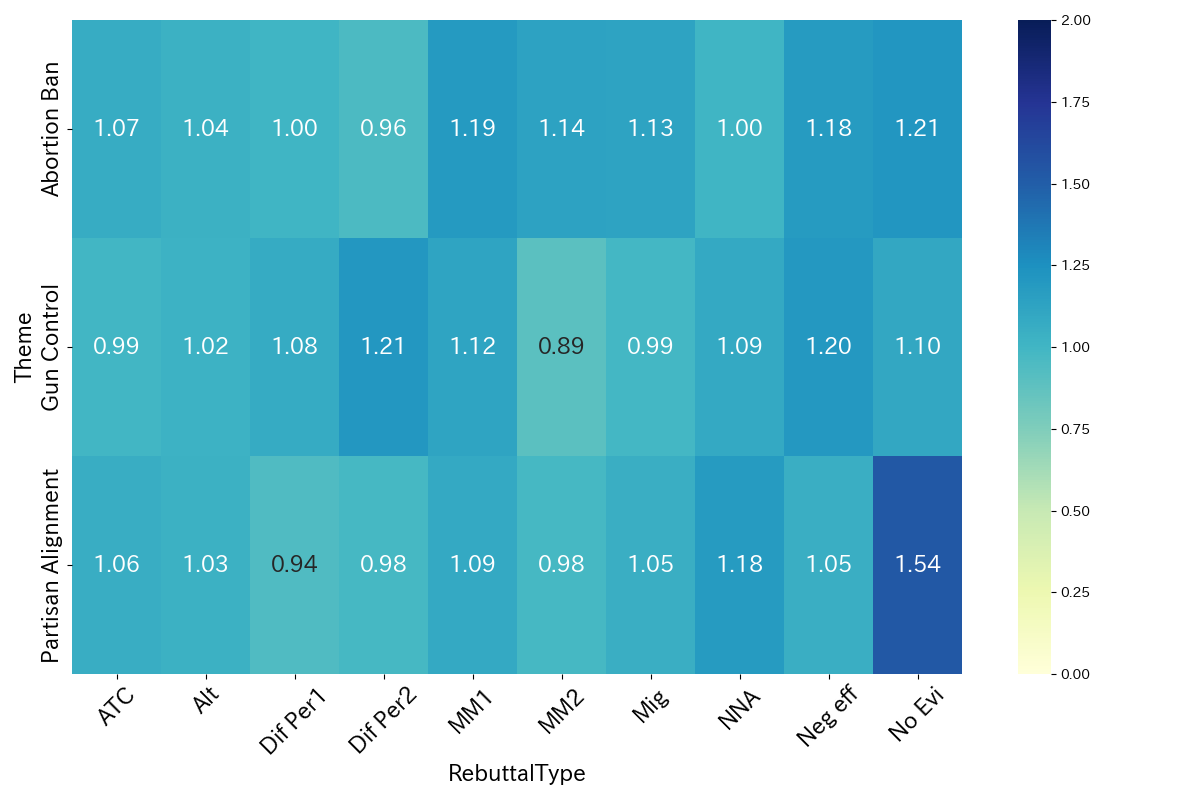 Theme
Abortion Ban
1.07 1.04 1.00 0.96 1.19 1.14 1.13 1.00 1.18 1.21
Gun Control
0.99 1.02 1.08 1.21 1.12 0.89 0.99 1.09 1.20 1.10
Partisan Alignment
1.06 1.03 0.94 0.98 1.09 0.98 1.05 1.18 1.05 1.54
ATC Alt Dif Per1 Dif Per2 MM1 MM2 Mig NNA Neg eff No Evi
RebuttalType
2.00
1.75
1.50
1.25
1.00
0.75
0.50
0.25
0.00